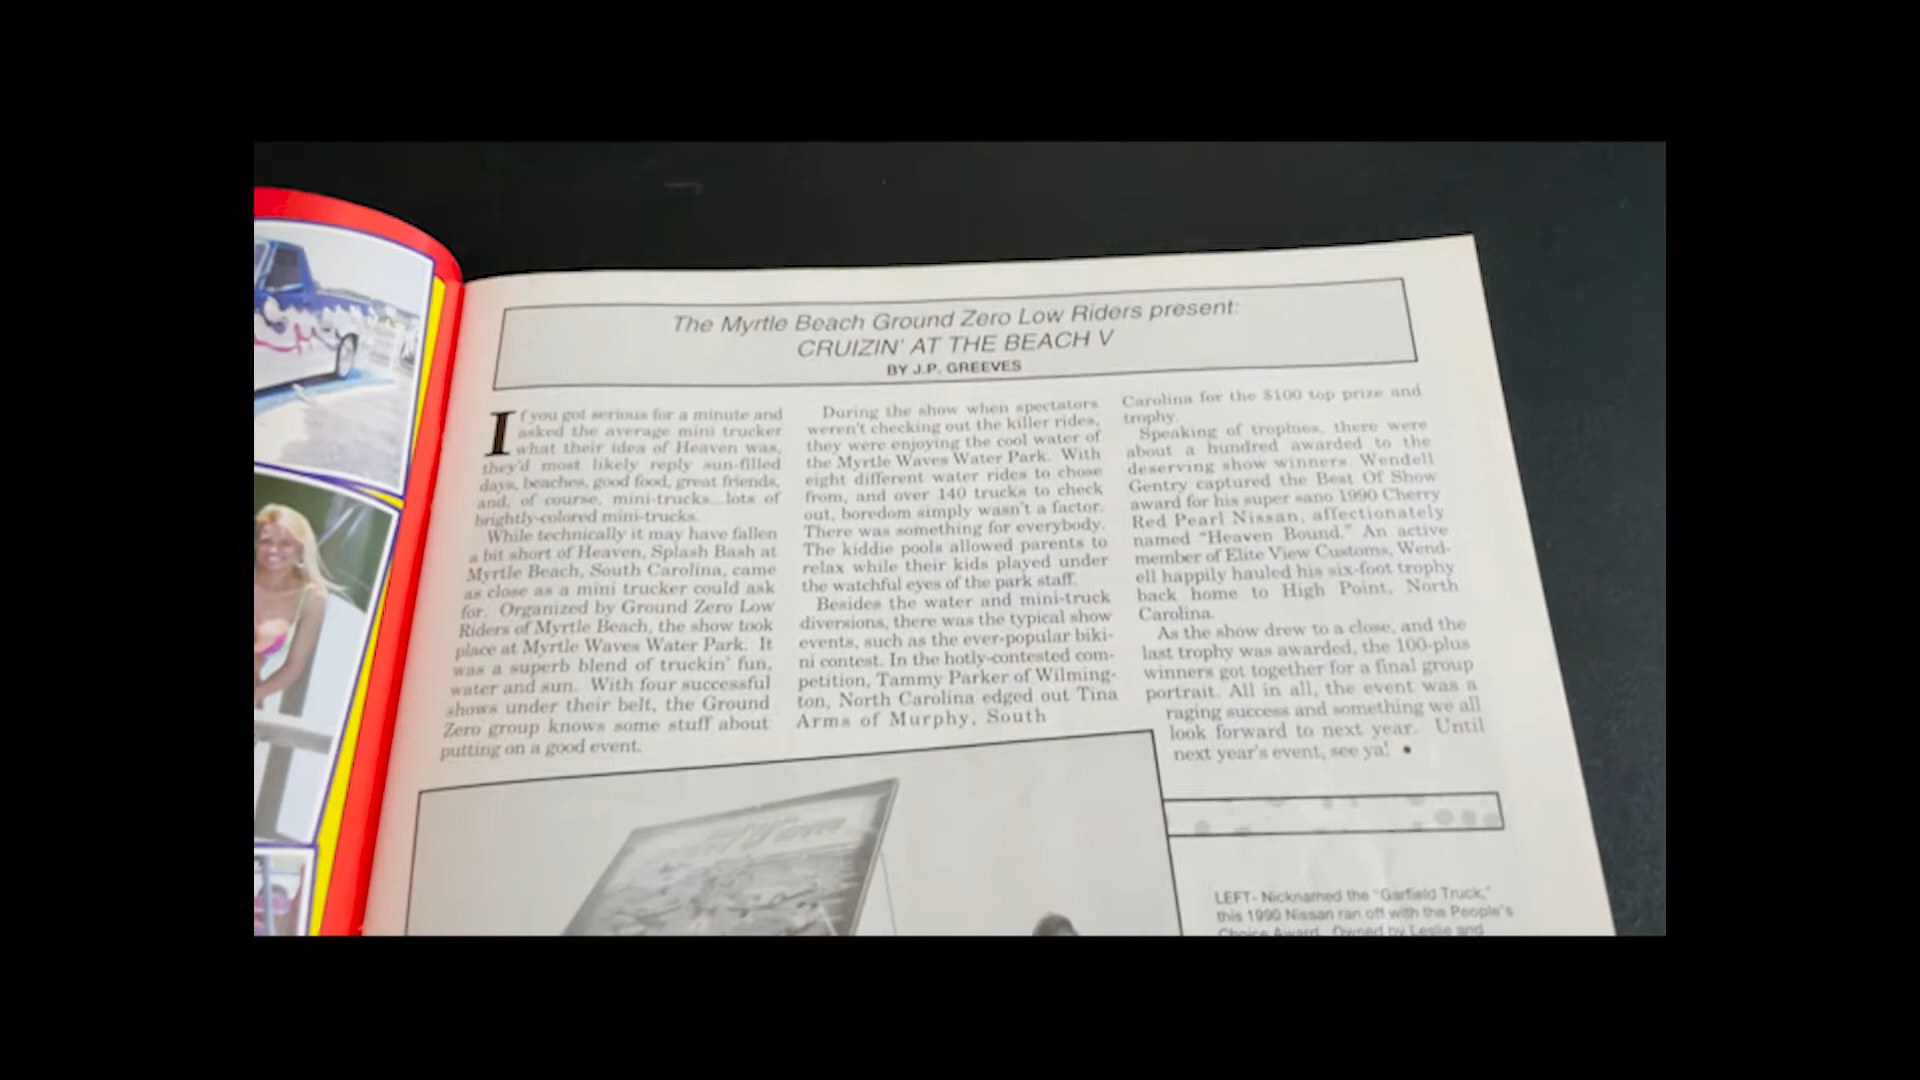 The Myrtle Beach Ground Zero Low Riders present:
CRUIZIN' AT THE BEACH V
BY J.P. GREEVES
If you got serious for a minute and
asked the average mini trucker
what their idea of Heaven was,
they'd most likely reply sun-filled
days, beaches, good food, great friends,
and, of course, mini-trucks...lots of
brightly-colored mini-trucks.
While technically it may have fallen
a bit short of Heaven, Splash Bash at
Myrtle Beach, South Carolina, came
as close as a mini trucker could ask
for. Organized by Ground Zero Low
Riders of Myrtle Beach, the show took
place at Myrtle Waves Water Park. It
was a superb blend of truckin' fun,
water and sun. With four successful
shows under their belt, the Ground
Zero group knows some stuff about
putting on a good event.
During the show when spectators
weren't checking out the killer rides,
they were enjoying the cool water of
the Myrtle Waves Water Park. With
eight different water rides to chose
from, and over 140 trucks to check
out, boredom simply wasn't a factor.
There was something for everybody.
The kiddie pools allowed parents to
relax while their kids played under
the watchful eyes of the park staff.
Besides the water and mini-truck
diversions, there was the typical show
events, such as the ever-popular biki-
ni contest. In the hotly-contested com-
petition, Tammy Parker of Wilming-
ton, North Carolina edged out Tina
Arms of Murphy, South
Carolina for the $100 top prize and
trophy.
Speaking of trophies, there were
about a hundred awarded to the
deserving show winners. Wendell
Gentry captured the Best Of Show
award for his super sano 1990 Cherry
Red Pearl Nissan, affectionately
named "Heaven Bound." An active
member of Elite View Customs, Wend-
ell happily hauled his six-foot trophy
back home to High Point, North
Carolina.
As the show drew to a close, and the
last trophy was awarded, the 100-plus
winners got together for a final group
portrait. All in all, the event was a
raging success and something we all
look forward to next year. Until
next year's event, see ya! •
LEFT- Nicknamed the "Garfield Truck,"
this 1990 Nissan ran off with the People's
Choice Award. Owned by Leslie and